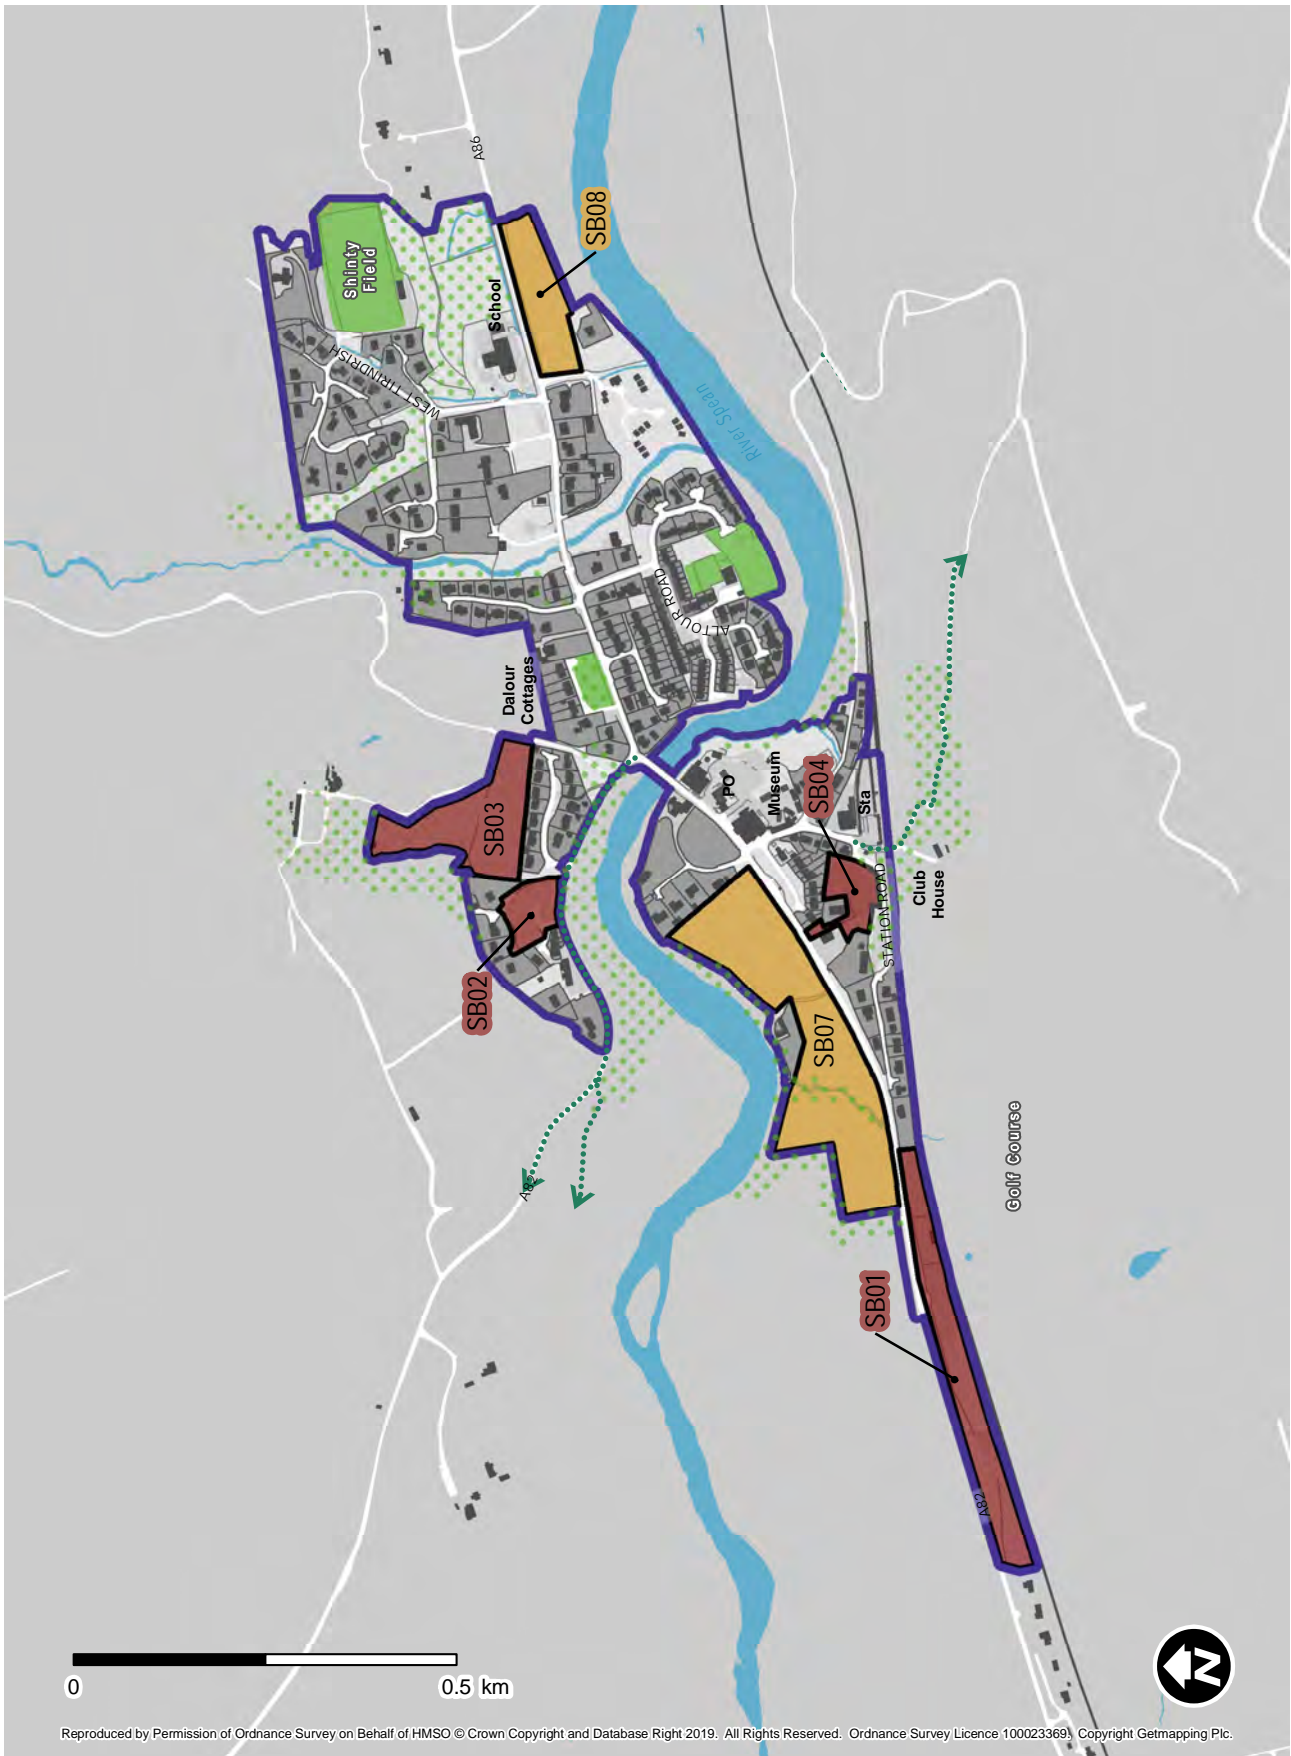 A86
SB08
Shinty
Field
School
WEST TIRINDRISH
River Spean
ALTOUR ROAD
Dalour
Cottages
SB03
PO
Museum
SB04
Sta
STATION ROAD
Club
House
SB02
SB07
A82
Golf Course
SB01
A82
0
0.5 km
N
Reproduced by Permission of Ordnance Survey on Behalf of HMSO © Crown Copyright and Database Right 2019. All Rights Reserved. Ordnance Survey Licence 100023369. Copyright Getmapping Plc.